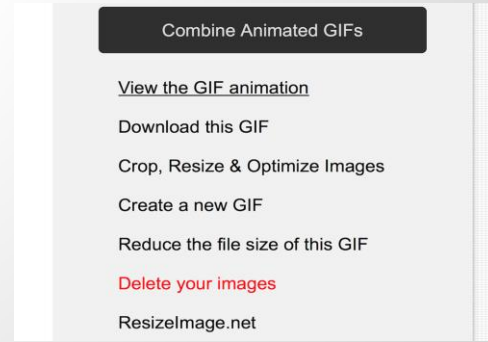 Combine Animated GIFs
View the GIF animation
Download this GIF
Crop, Resize & Optimize Images
Create a new GIF
Reduce the file size of this GIF
Delete your images
ResizeImage.net